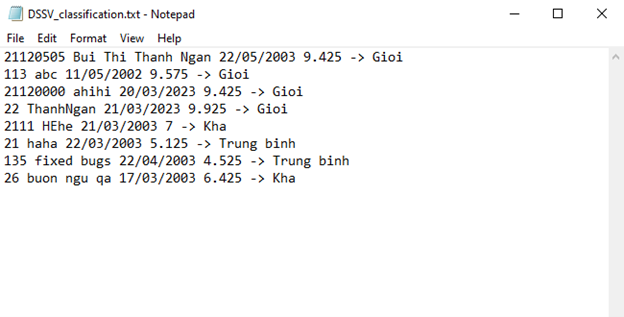 DSSV_classification.txt - Notepad
File Edit Format View Help
21120505 Bui Thi Thanh Ngan 22/05/2003 9.425 -> Gioi
113 abc 11/05/2002 9.575 -> Gioi
21120000 ahihi 20/03/2023 9.425 -> Gioi
22 ThanhNgan 21/03/2023 9.925 -> Gioi
2111 HEhe 21/03/2003 7 -> Kha
21 haha 22/03/2003 5.125 -> Trung binh
135 fixed bugs 22/04/2003 4.525 -> Trung binh
26 buon ngu qa 17/03/2003 6.425 -> Kha